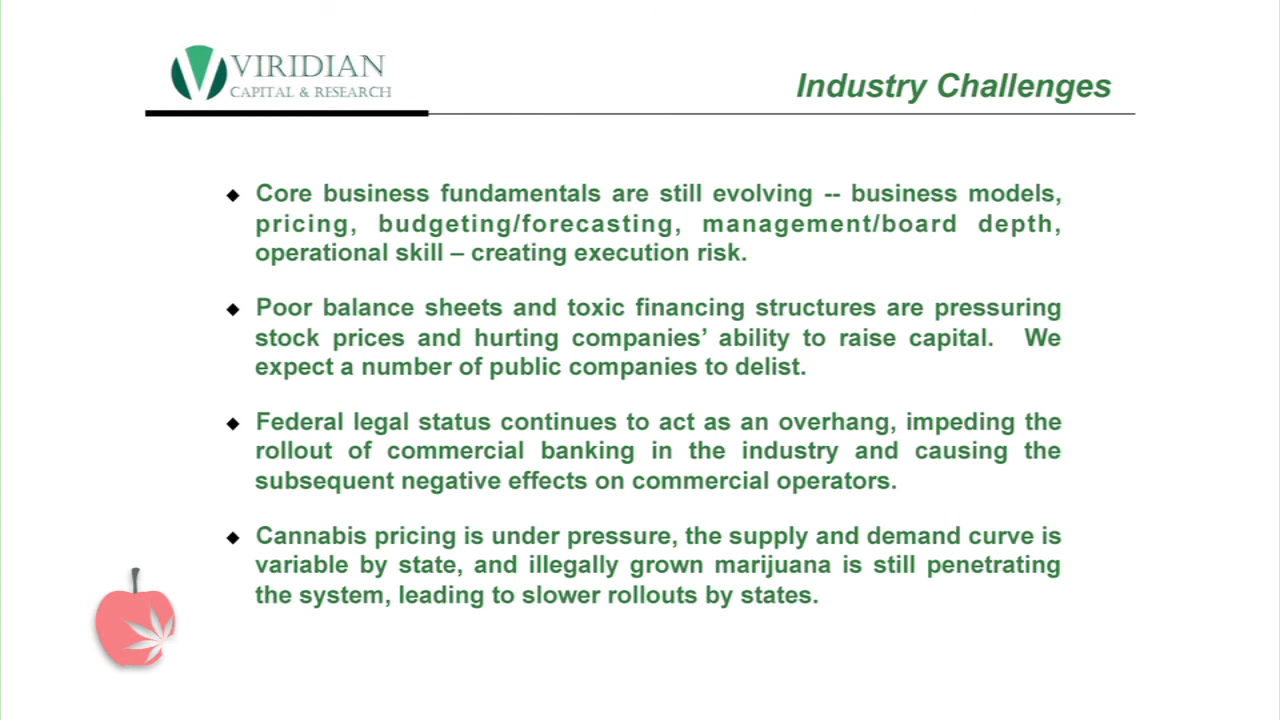 VIRIDIAN
CAPITAL & RESEARCH
Industry Challenges
Core business fundamentals are still evolving -- business models,
pricing, budgeting/forecasting, management/board depth,
operational skill – creating execution risk.
Poor balance sheets and toxic financing structures are pressuring
stock prices and hurting companies’ ability to raise capital. We
expect a number of public companies to delist.
Federal legal status continues to act as an overhang, impeding the
rollout of commercial banking in the industry and causing the
subsequent negative effects on commercial operators.
Cannabis pricing is under pressure, the supply and demand curve is
variable by state, and illegally grown marijuana is still penetrating
the system, leading to slower rollouts by states.